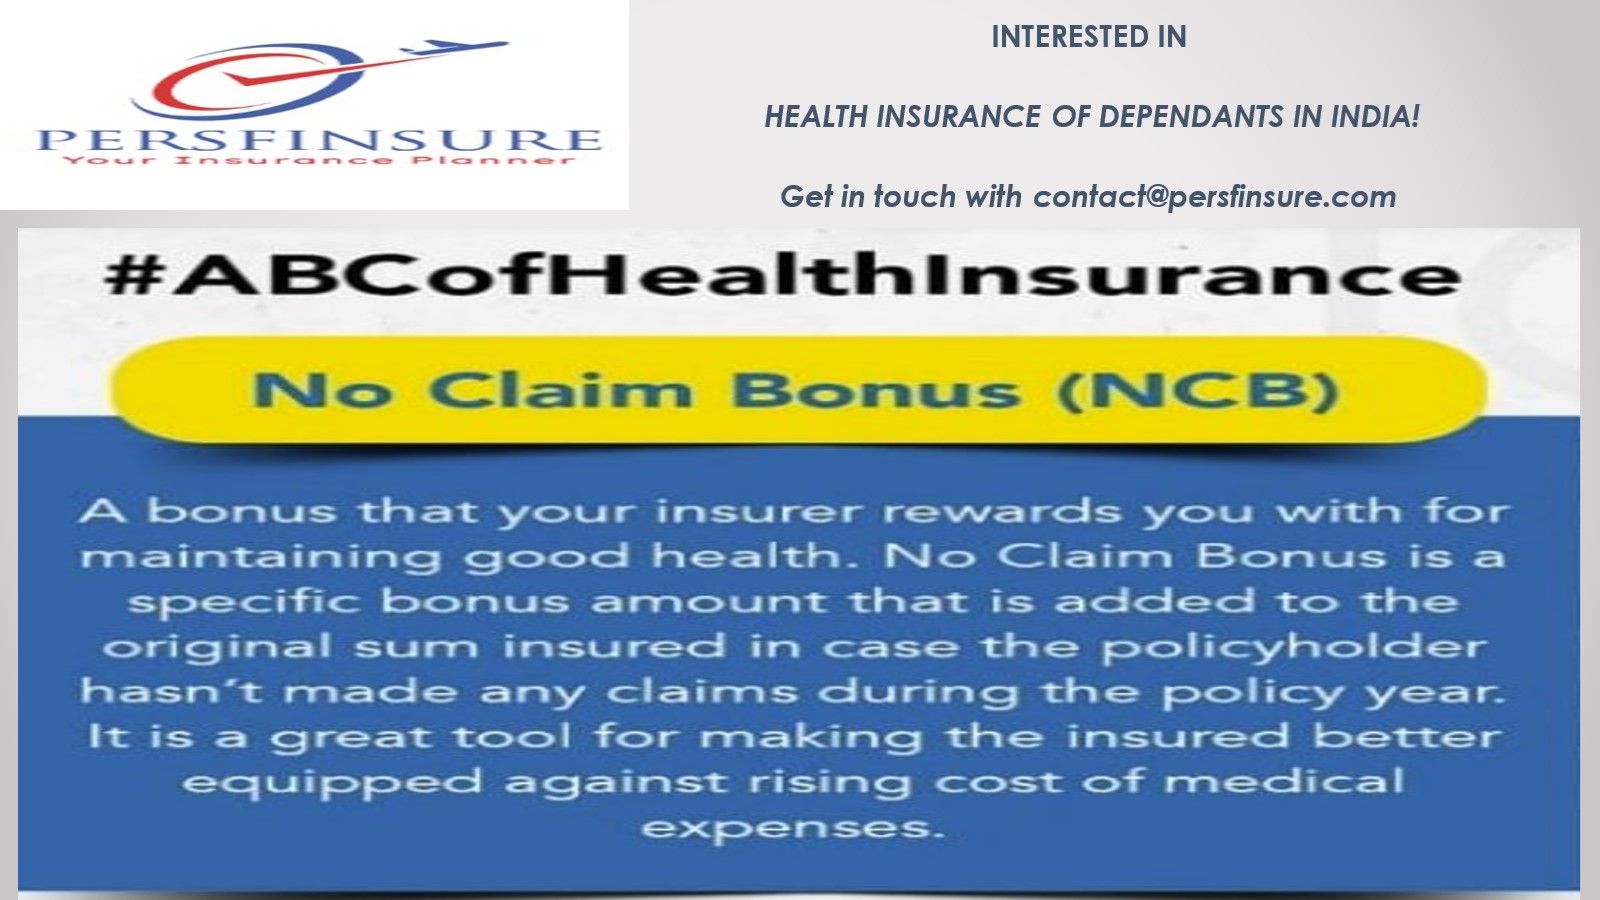 PERSFINSURE
Your Insurance Planner
INTERESTED IN
HEALTH INSURANCE OF DEPENDANTS IN INDIA!
Get in touch with contact@persfinsure.com
#ABCofHealthInsurance
No Claim Bonus (NCB)
A bonus that your insurer rewards you with for
maintaining good health. No Claim Bonus is a
specific bonus amount that is added to the
original sum insured in case the policyholder
hasn't made any claims during the policy year.
It is a great tool for making the insured better
equipped against rising cost of medical
expenses.